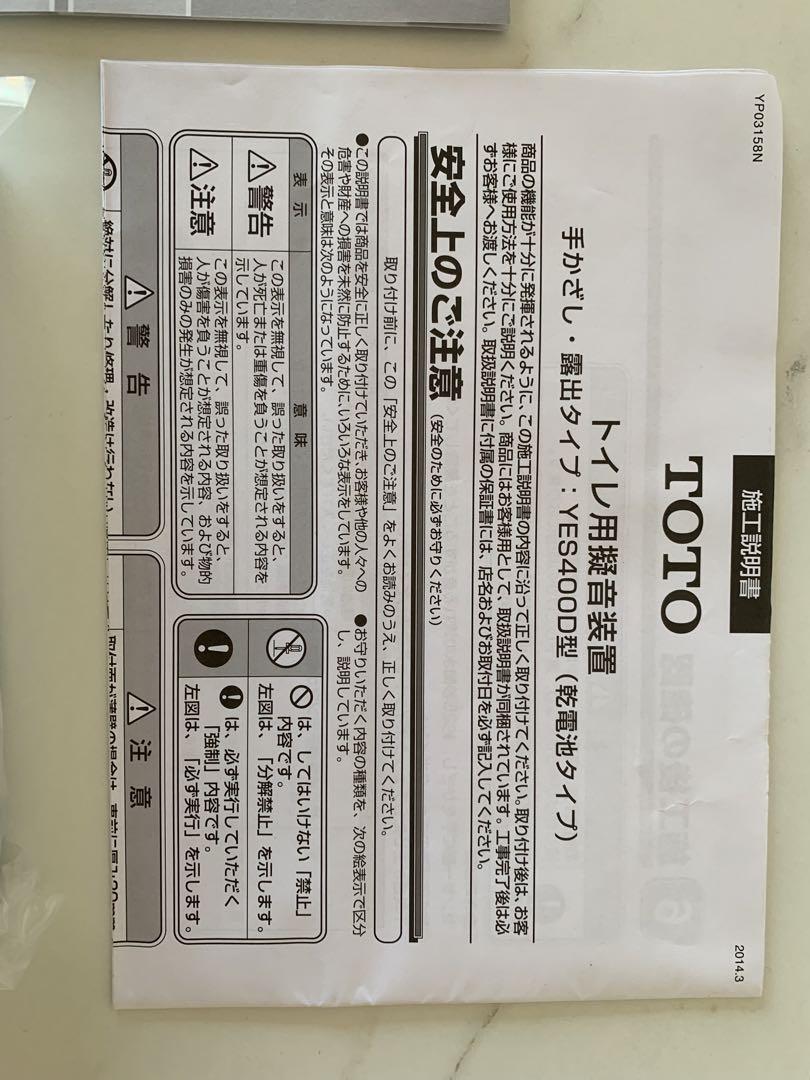 YP03158N
2014.3
施工説明書
TOTO
トイレ用擬音装置
手かざし・露出タイプ：YES400D型（乾電池タイプ）
商品の機能が十分に発揮されるように、この施工説明書の内容に沿って正しく取り付けてください。取り付け後は、お客
様にご使用方法を十分にご説明ください。商品にはお客様用として、取扱説明書が同梱されています。工事完了後は必
ずお客様へお渡しください。取扱説明書に付属の保証書には、店名およびお取付日を必ず記入してください。
安全上のご注意（安全のために必ずお守りください）
取り付け前に、この「安全上のご注意」をよくお読みのうえ、正しく取り付けてください。
●この説明書では商品を安全に正しく取り付けていただき、お客様や他の人々への
危害や財産への損害を未然に防止するために、いろいろな表示をしています。
その表示と意味は次のようになっています。
表示 意味
警告
この表示を無視して、誤った取り扱いをすると、
人が死亡または重傷を負うことが想定される内容を
示しています。
注意
この表示を無視して、誤った取り扱いをすると、
人が傷害を負うことが想定される内容、および物的
損害のみの発生が想定される内容を示しています。
●お守りいただく内容の種類を、次の絵表示で区分
し、説明しています。
は、してはいけない「禁止」
内容です。
左図は、「分解禁止」を示します。
は、必ず実行していただく
「強制」内容です。
左図は、「必ず実行」を示します。
警告
絶対に分解したり修理・改造は行わない
注意